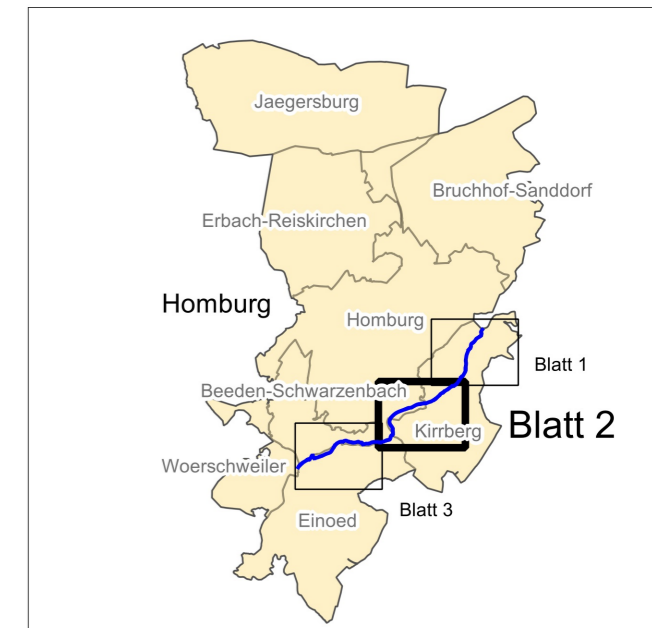 Jaegersburg
Bruchhof-Sanddorf
Erbach-Reiskirchen
Homburg
Homburg
Blatt 1
Beeden-Schwarzenbach
Kirrberg
Blatt 2
Woerschweiler
Blatt 3
Einoed